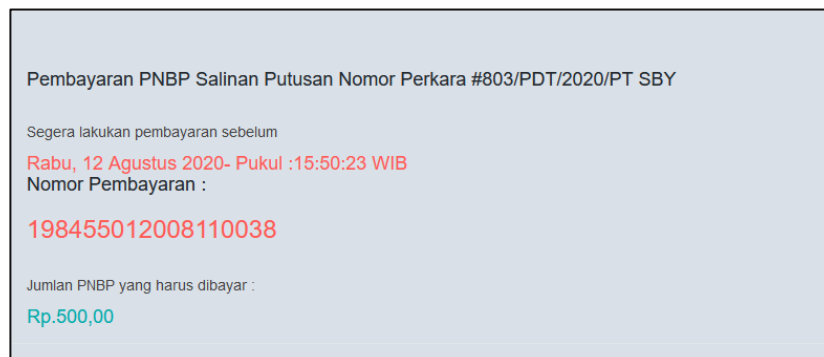 Pembayaran PNBP Salinan Putusan Nomor Perkara #803/PDT/2020/PT SBY
Segera lakukan pembayaran sebelum
Rabu, 12 Agustus 2020- Pukul :15:50:23 WIB
Nomor Pembayaran :
198455012008110038
Jumlan PNBP yang harus dibayar :
Rp.500,00